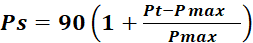 Ps = 90 (1 + (Pt−Pmax)/Pmax)